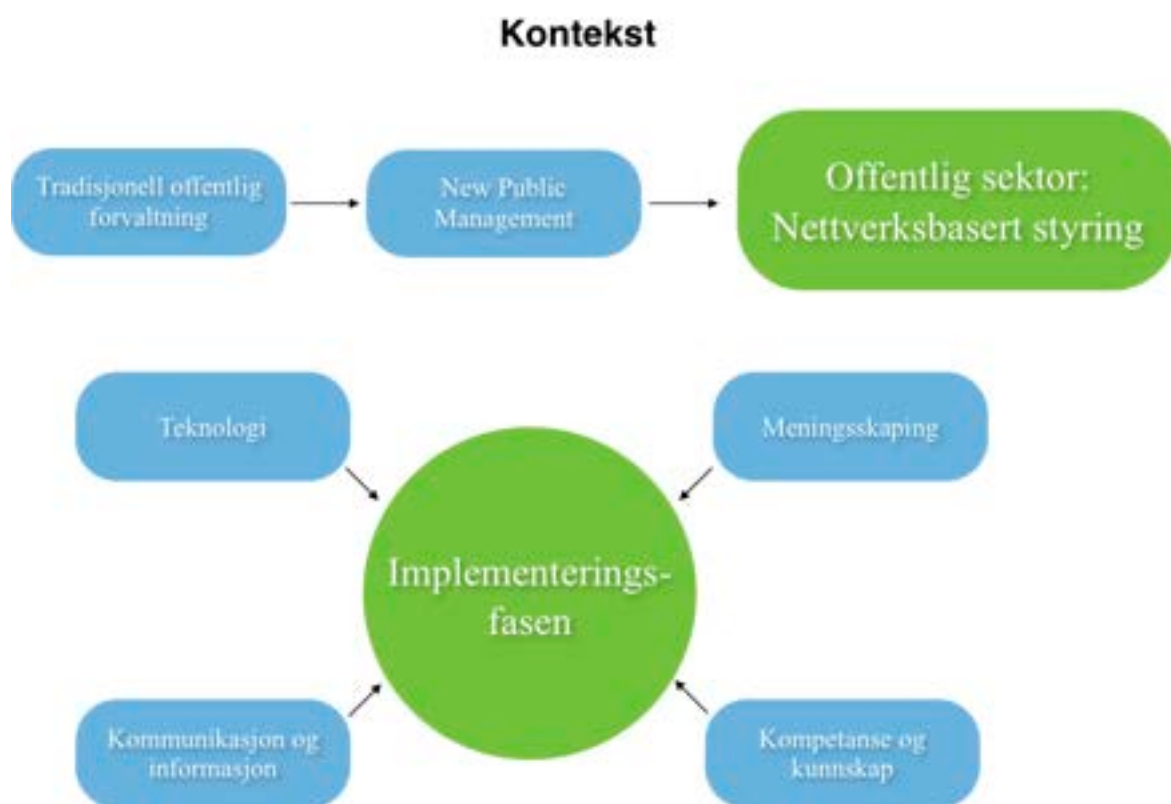 Kontekst
Tradisjonell offentlig
forvaltning
New Public
Management
Offentlig sektor:
Nettverksbasert styring
Teknologi
Meningsskaping
Implementerings-
fasen
Kommunikasjon og
informasjon
Kompetanse og
kunnskap